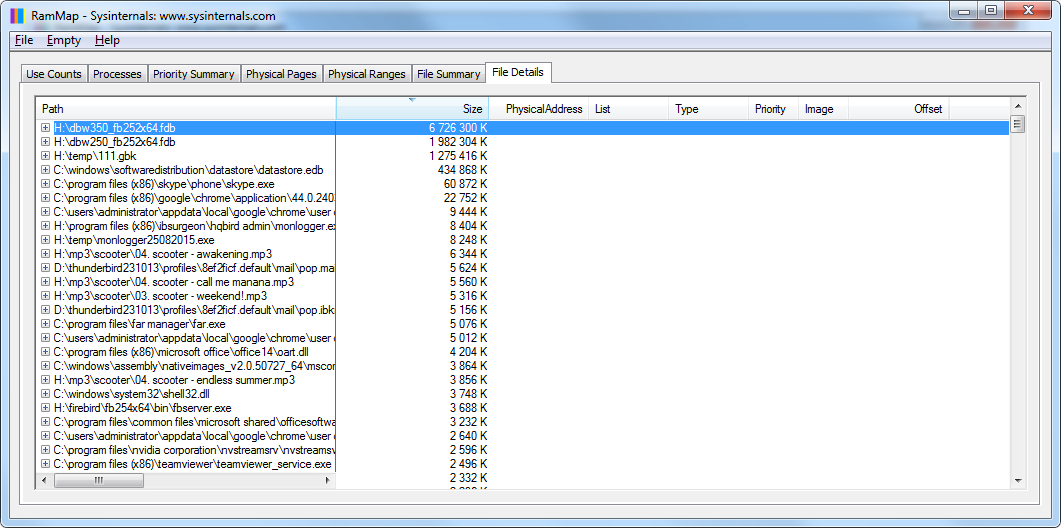 RamMap - Sysinternals: www.sysinternals.com
File Empty Help
Use Counts Processes Priority Summary Physical Pages Physical Ranges File Summary File Details
Path Size PhysicalAddress List Type Priority Image Offset
H:\dbw350_fb252x64.fdb 6 726 300 K
H:\dbw250_fb252x64.fdb 1 982 304 K
H:\temp\111.gbk 1 275 416 K
C:\windows\softwaredistribution\datastore\datastore.edb 434 868 K
C:\program files (x86)\skype\phone\skype.exe 60 872 K
C:\program files (x86)\google\chrome\application\44.0.2403 22 752 K
C:\users\administrator\appdata\local\google\chrome\user 9 444 K
H:\program files (x86)\ibsurgeon\hqbird admin\monlogger.ex 8 404 K
H:\temp\monlogger25082015.exe 8 248 K
H:\mp3\scooter\04. scooter - awakening.mp3 6 344 K
D:\thunderbird231013\profiles\8ef2ficf.default\mail\pop.mai 5 624 K
H:\mp3\scooter\04. scooter - call me manana.mp3 5 560 K
H:\mp3\scooter\03. scooter - weekend!.mp3 5 316 K
D:\thunderbird231013\profiles\8ef2ficf.default\mail\pop.ibk 5 156 K
C:\program files\far manager\far.exe 5 076 K
C:\users\administrator\appdata\local\google\chrome\user 5 012 K
C:\program files (x86)\microsoft office\office14\oart.dll 4 204 K
C:\windows\assembly\nativeimages_v2.0.50727_64\mscor 3 864 K
H:\mp3\scooter\04. scooter - endless summer.mp3 3 856 K
C:\windows\system32\shell32.dll 3 748 K
H:\firebird\fb254x64\bin\fbserver.exe 3 688 K
C:\program files\common files\microsoft shared\officesoftwa 3 232 K
C:\users\administrator\appdata\local\google\chrome\user 2 640 K
C:\program files\nvidia corporation\nvstreamsrv\nvstreamsv 2 596 K
C:\program files (x86)\teamviewer\teamviewer_service.exe 2 496 K
2 332 K